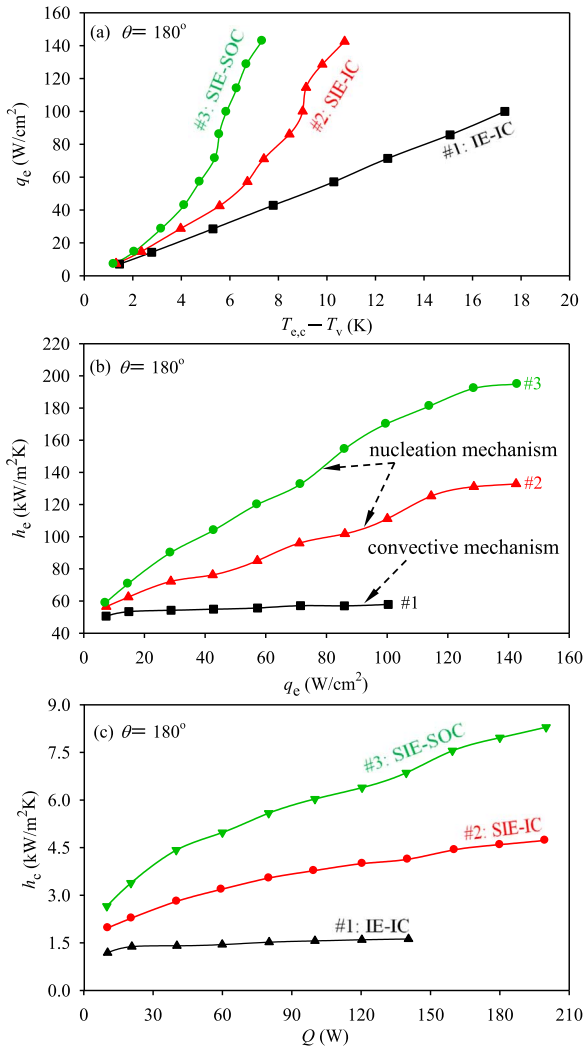 (a) θ= 180°
160
140
120
100
80
60
40
20
0
qe (W/cm²)
#3: SIE-SOC
#2: SIE-IC
#1: IE-IC
0 2 4 6 8 10 12 14 16 18
Te,c−Tv (K)
(b) θ= 180°
220
200
180
160
140
120
100
80
60
40
he (kW/m²K)
#3
nucleation mechanism
#2
convective mechanism
#1
0 20 40 60 80 100 120 140 160
qe (W/cm²)
(c) θ= 180°
9.0
7.5
6.0
4.5
3.0
1.5
0.0
hc (kW/m²K)
#3: SIE-SOC
#2: SIE-IC
#1: IE-IC
0 30 60 90 120 150 180 210
Q (W)